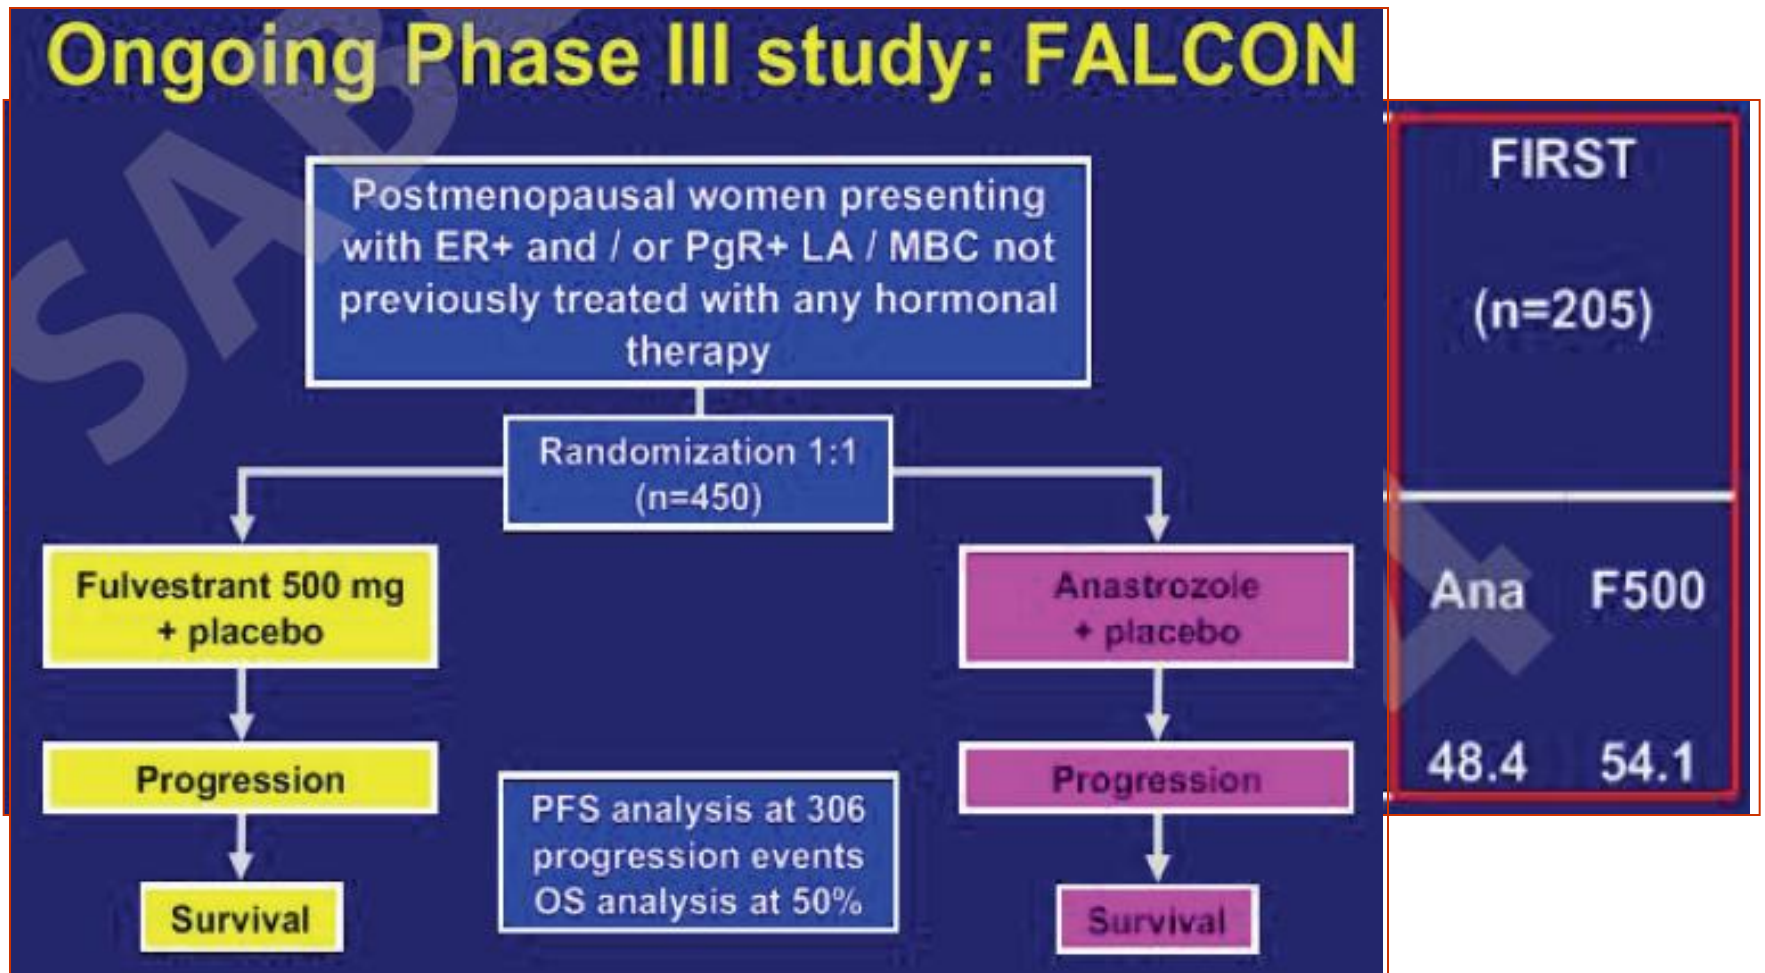 Ongoing Phase III study: FALCON
Postmenopausal women presenting
with ER+ and / or PgR+ LA / MBC not
previously treated with any hormonal
therapy
Randomization 1:1
(n=450)
Fulvestrant 500 mg
+ placebo
Anastrozole
+ placebo
Progression
Progression
PFS analysis at 306
progression events
OS analysis at 50%
Survival
Survival
FIRST
(n=205)
Ana F500
48.4 54.1
SAB
4